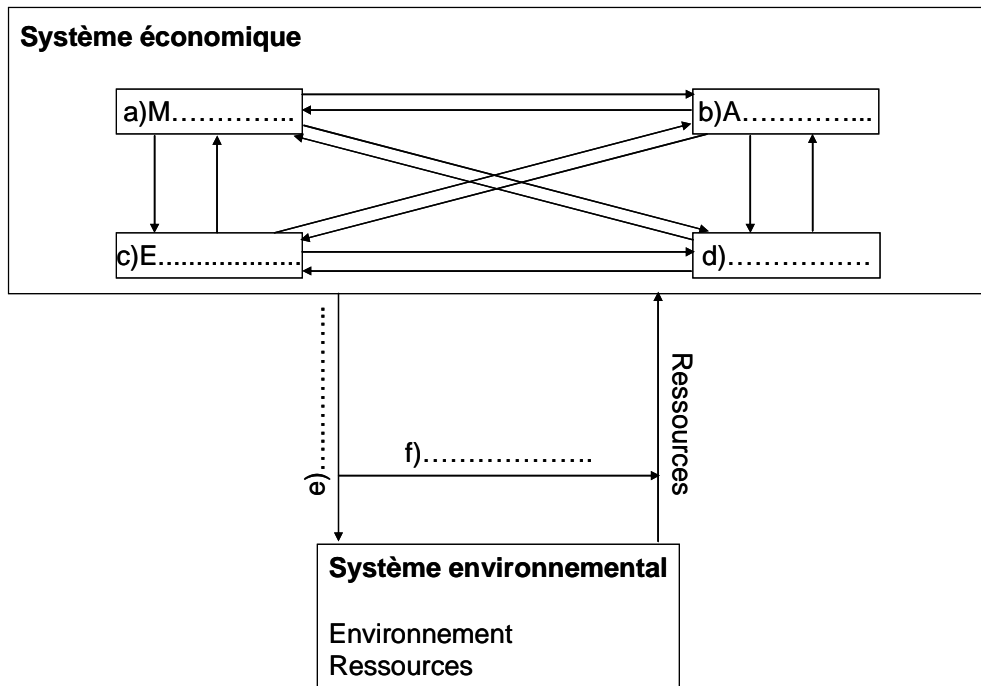 Système économique
a)M…………..
b)A…………...
c)E....................
d)……………
e)………………
f)……………….
Ressources
Système environnemental
Environnement
Ressources